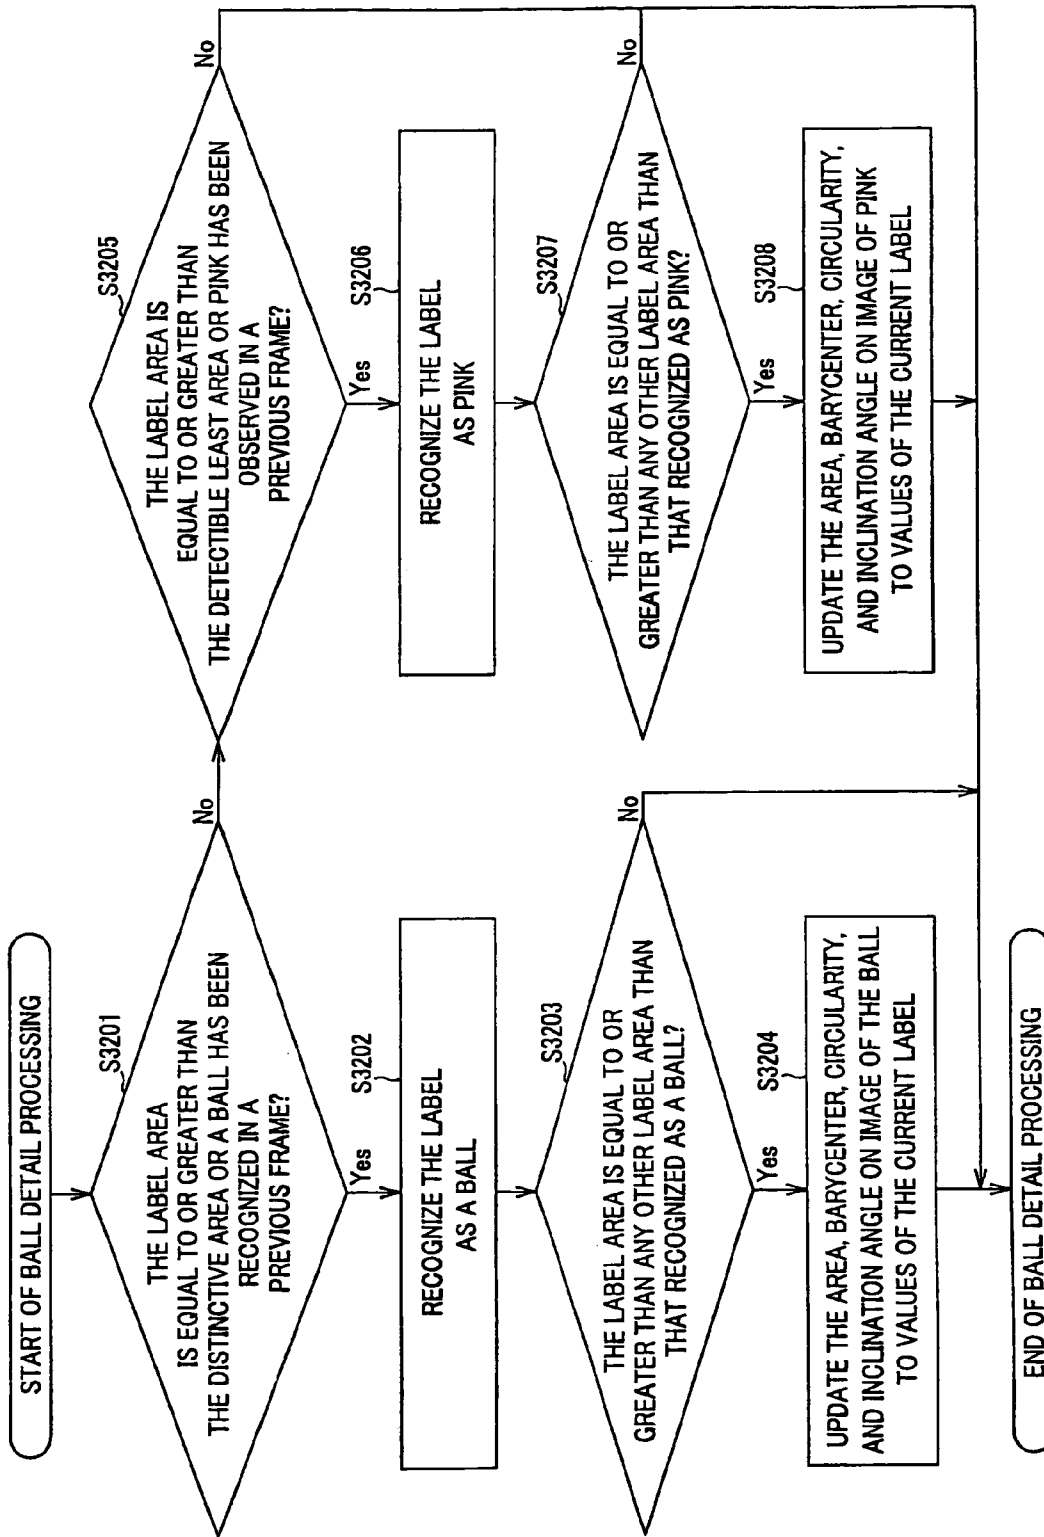 START OF BALL DETAIL PROCESSING
S3201
THE LABEL AREA
IS EQUAL TO OR GREATER THAN
THE DISTINCTIVE AREA OR A BALL HAS BEEN
RECOGNIZED IN A
PREVIOUS FRAME?
No
Yes
S3202
RECOGNIZE THE LABEL
AS A BALL
S3203
THE LABEL AREA IS EQUAL TO OR
GREATER THAN ANY OTHER LABEL AREA THAN
THAT RECOGNIZED AS A BALL?
No
Yes
S3204
UPDATE THE AREA, BARYCENTER, CIRCULARITY,
AND INCLINATION ANGLE ON IMAGE OF THE BALL
TO VALUES OF THE CURRENT LABEL
END OF BALL DETAIL PROCESSING
S3205
THE LABEL AREA IS
EQUAL TO OR GREATER THAN
THE DETECTIBLE LEAST AREA OR PINK HAS BEEN
OBSERVED IN A
PREVIOUS FRAME?
No
Yes
S3206
RECOGNIZE THE LABEL
AS PINK
S3207
THE LABEL AREA IS EQUAL TO OR
GREATER THAN ANY OTHER LABEL AREA THAN
THAT RECOGNIZED AS PINK?
No
Yes
S3208
UPDATE THE AREA, BARYCENTER, CIRCULARITY,
AND INCLINATION ANGLE ON IMAGE OF PINK
TO VALUES OF THE CURRENT LABEL